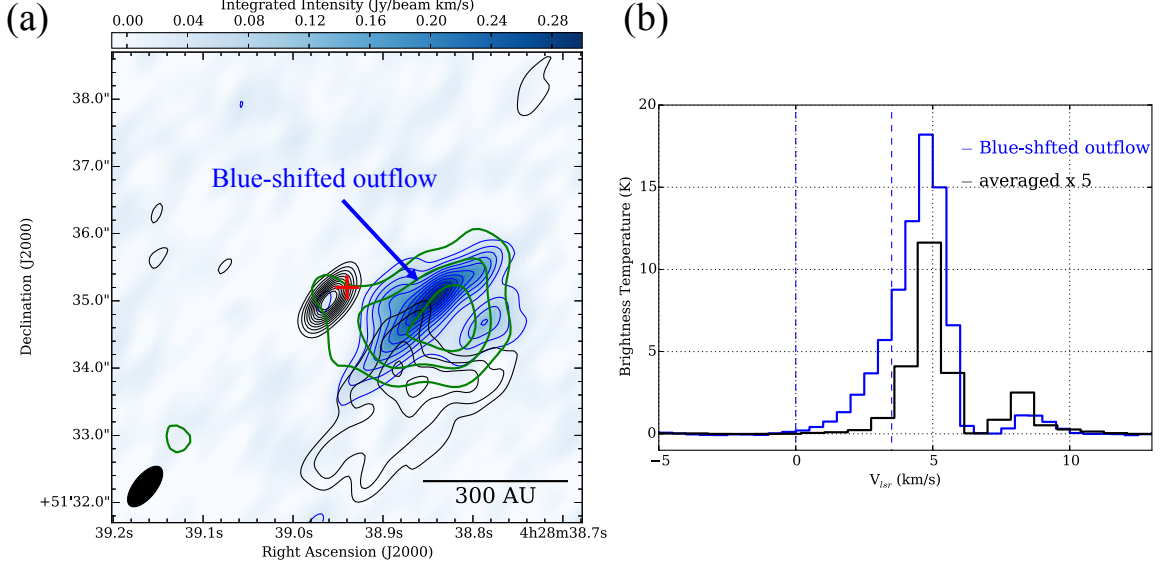 (a)
Integrated Intensity (Jy/beam km/s)
0.00 0.04 0.08 0.12 0.16 0.20 0.24 0.28
Declination (J2000)
38.0"
37.0"
36.0"
35.0"
34.0"
33.0"
+51'32.0"
Blue-shifted outflow
300 AU
39.2s 39.1s 39.0s 38.9s 38.8s 4h28m38.7s
Right Ascension (J2000)
(b)
Brightness Temperature (K)
20
15
10
5
0
− Blue-shfted outflow
− averaged x 5
−5 0 5 10
V_lsr (km/s)